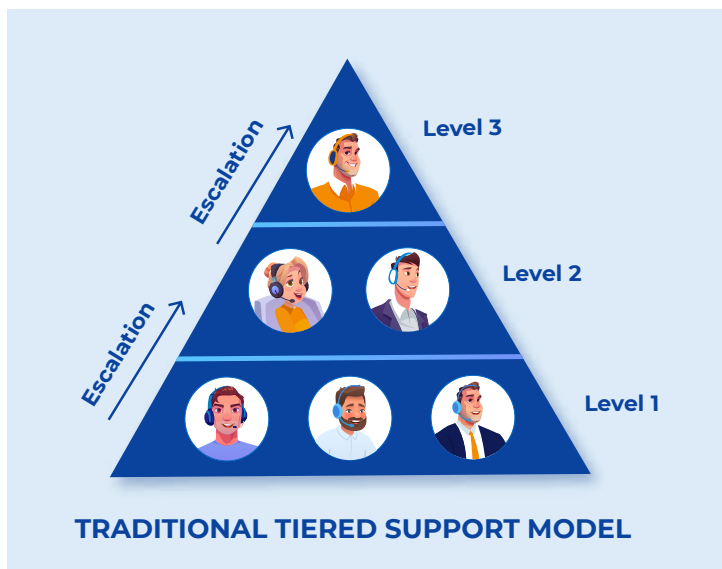 Level 3
Escalation
Level 2
Escalation
Level 1
TRADITIONAL TIERED SUPPORT MODEL